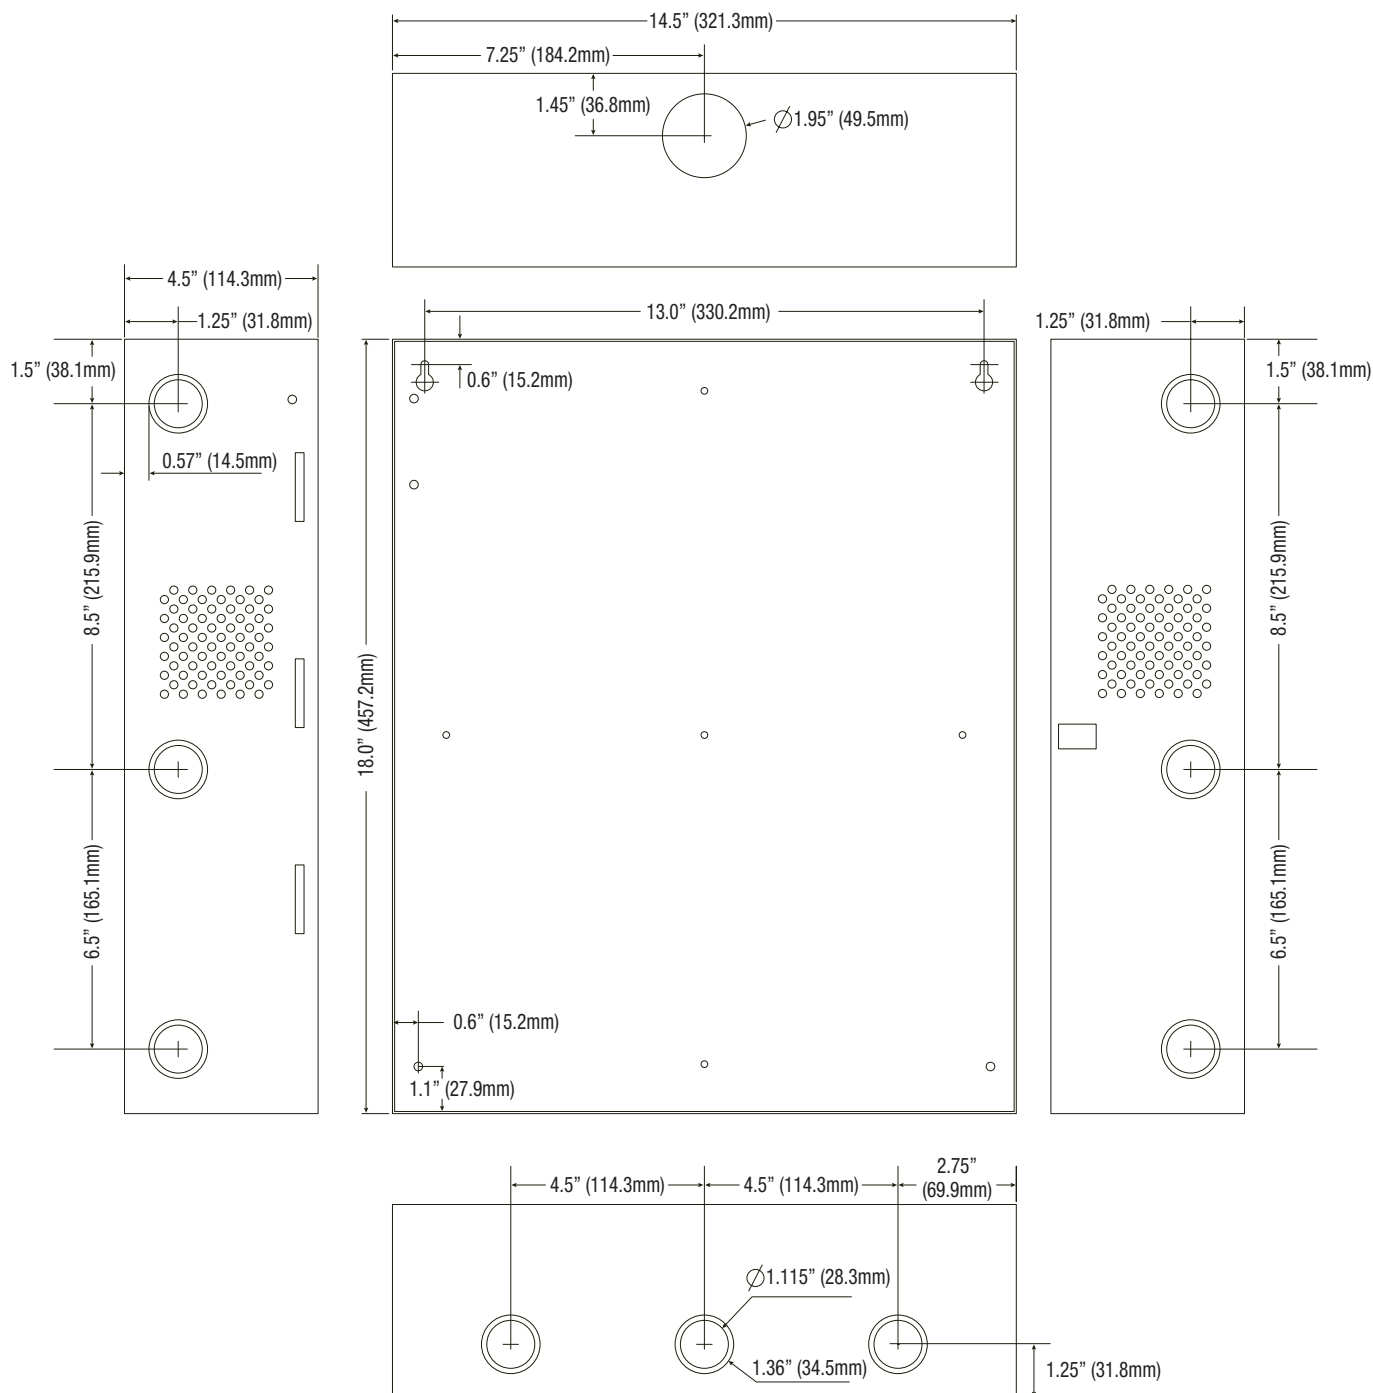 14.5” (321.3mm)
7.25” (184.2mm)
1.45” (36.8mm)
1.95” (49.5mm)
4.5” (114.3mm)
1.25” (31.8mm)
13.0” (330.2mm)
1.25” (31.8mm)
1.5” (38.1mm)
0.6” (15.2mm)
1.5” (38.1mm)
0.57” (14.5mm)
8.5” (215.9mm)
18.0” (457.2mm)
8.5” (215.9mm)
6.5” (165.1mm)
6.5” (165.1mm)
0.6” (15.2mm)
1.1” (27.9mm)
4.5” (114.3mm)
4.5” (114.3mm)
2.75”
(69.9mm)
1.115” (28.3mm)
1.36” (34.5mm)
1.25” (31.8mm)